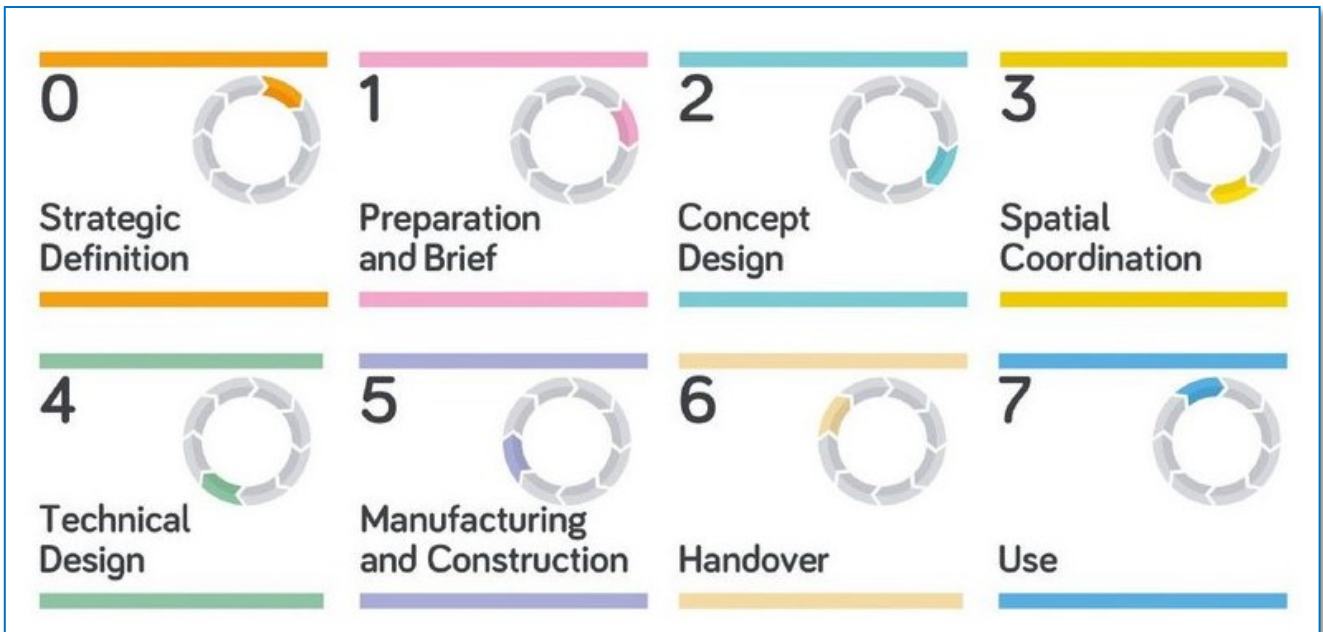 0
Strategic
Definition
1
Preparation
and Brief
2
Concept
Design
3
Spatial
Coordination
4
Technical
Design
5
Manufacturing
and Construction
6
Handover
7
Use